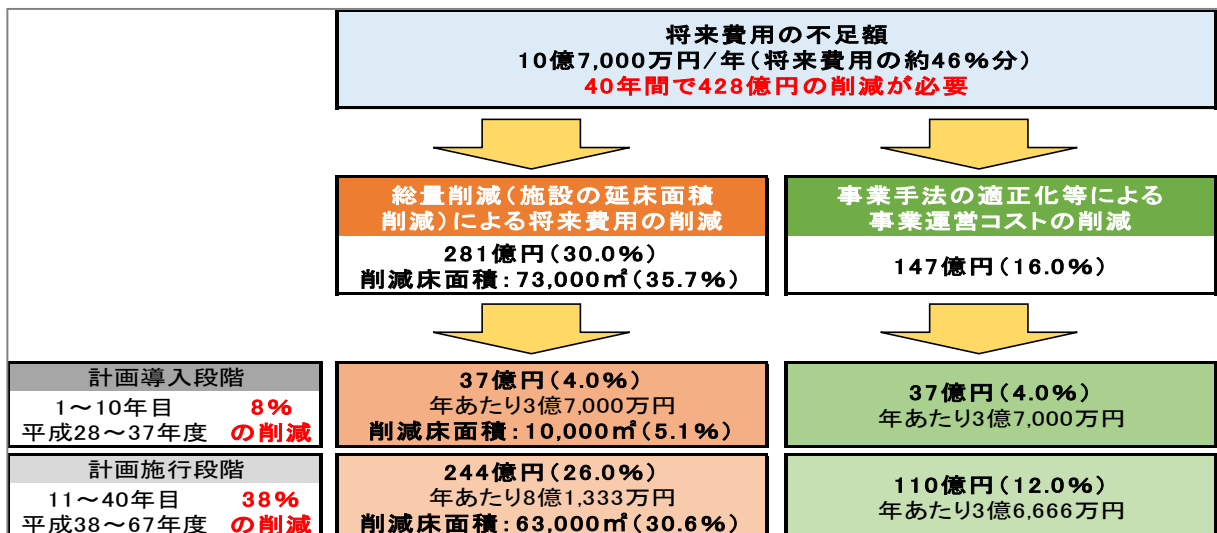 将来費用の不足額
10億7,000万円/年(将来費用の約46%分)
40年間で428億円の削減が必要
総量削減(施設の延床面積
削減)による将来費用の削減
281億円(30.0%)
削減床面積:73,000㎡(35.7%)
事業手法の適正化等による
事業運営コストの削減
147億円(16.0%)
計画導入段階
1~10年目 8%
平成28~37年度 の削減
37億円(4.0%)
年あたり3億7,000万円
削減床面積:10,000㎡(5.1%)
37億円(4.0%)
年あたり3億7,000万円
計画施行段階
11~40年目 38%
平成38~67年度 の削減
244億円(26.0%)
年あたり8億1,333万円
削減床面積:63,000㎡(30.6%)
110億円(12.0%)
年あたり3億6,666万円